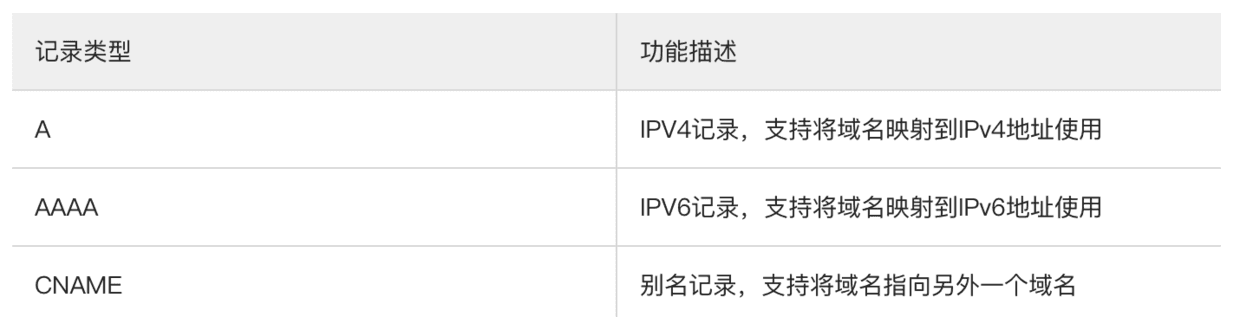 记录类型 功能描述
A IPV4记录，支持将域名映射到IPv4地址使用
AAAA IPV6记录，支持将域名映射到IPv6地址使用
CNAME 别名记录，支持将域名指向另外一个域名